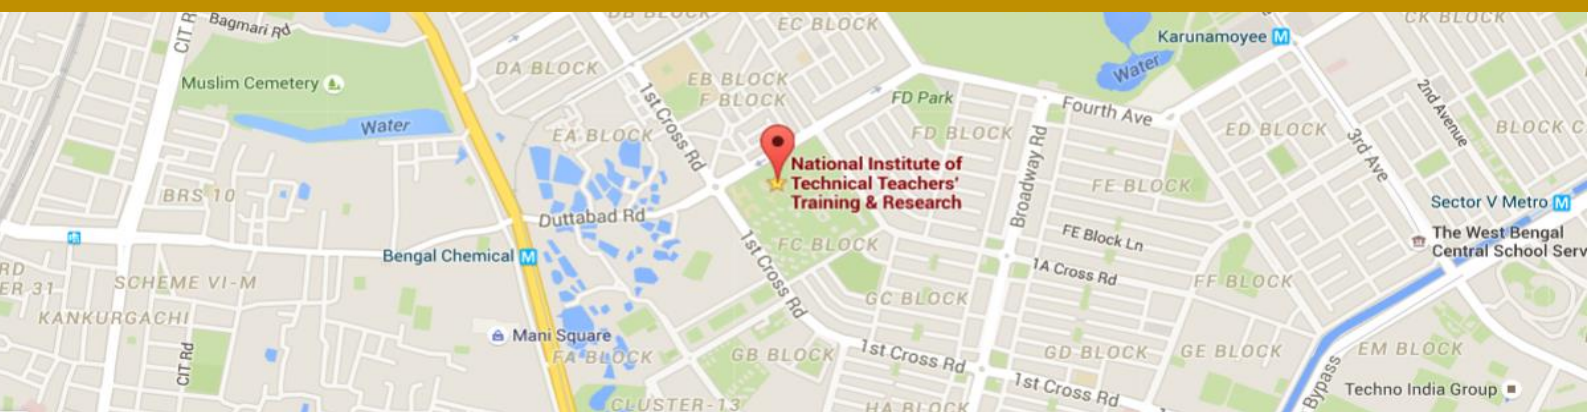 DB BLOCK
EC BLOCK
CK BLOCK
Bagmari Rd
CIT R
Karunamoyee M
Muslim Cemetery
DA BLOCK
EB BLOCK
F BLOCK
Water
1st Cross Rd
FD Park
Fourth Ave
2nd Avenue
Water
EA BLOCK
FD BLOCK
ED BLOCK
BLOCK C
3rd Ave
National Institute of
Technical Teachers'
Training & Research
BRS 10
Broadway Rd
FE BLOCK
Sector V Metro M
Duttabad Rd
FE Block Ln
The West Bengal
Central School Serv
Bengal Chemical M
1st Cross Rd
FC BLOCK
1A Cross Rd
RD
ER 31
SCHEME VI-M
GC BLOCK
FF BLOCK
KANKURGACHI
Mani Square
FA BLOCK
GB BLOCK
1st Cross Rd
GD BLOCK
GE BLOCK
EM BLOCK
CIT Rd
1st Cross Rd
Bypass
Techno India Group
CLUSTER-13
HA BLOCK